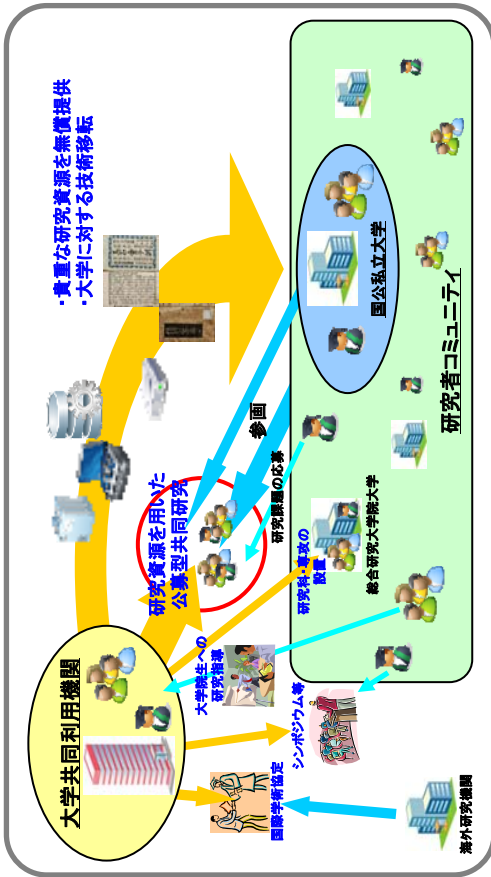 大学共同利用機関
・貴重な研究資源を無償提供
・大学に対する技術移転
研究資源を用いた
公募型共同研究
大学院生への
研究指導
国際学術協定
シンポジウム等
参画
研究課題の応募
研究科・専攻の
設置
総合研究大学院大学
国公私立大学
研究者コミュニティ
海外研究機関